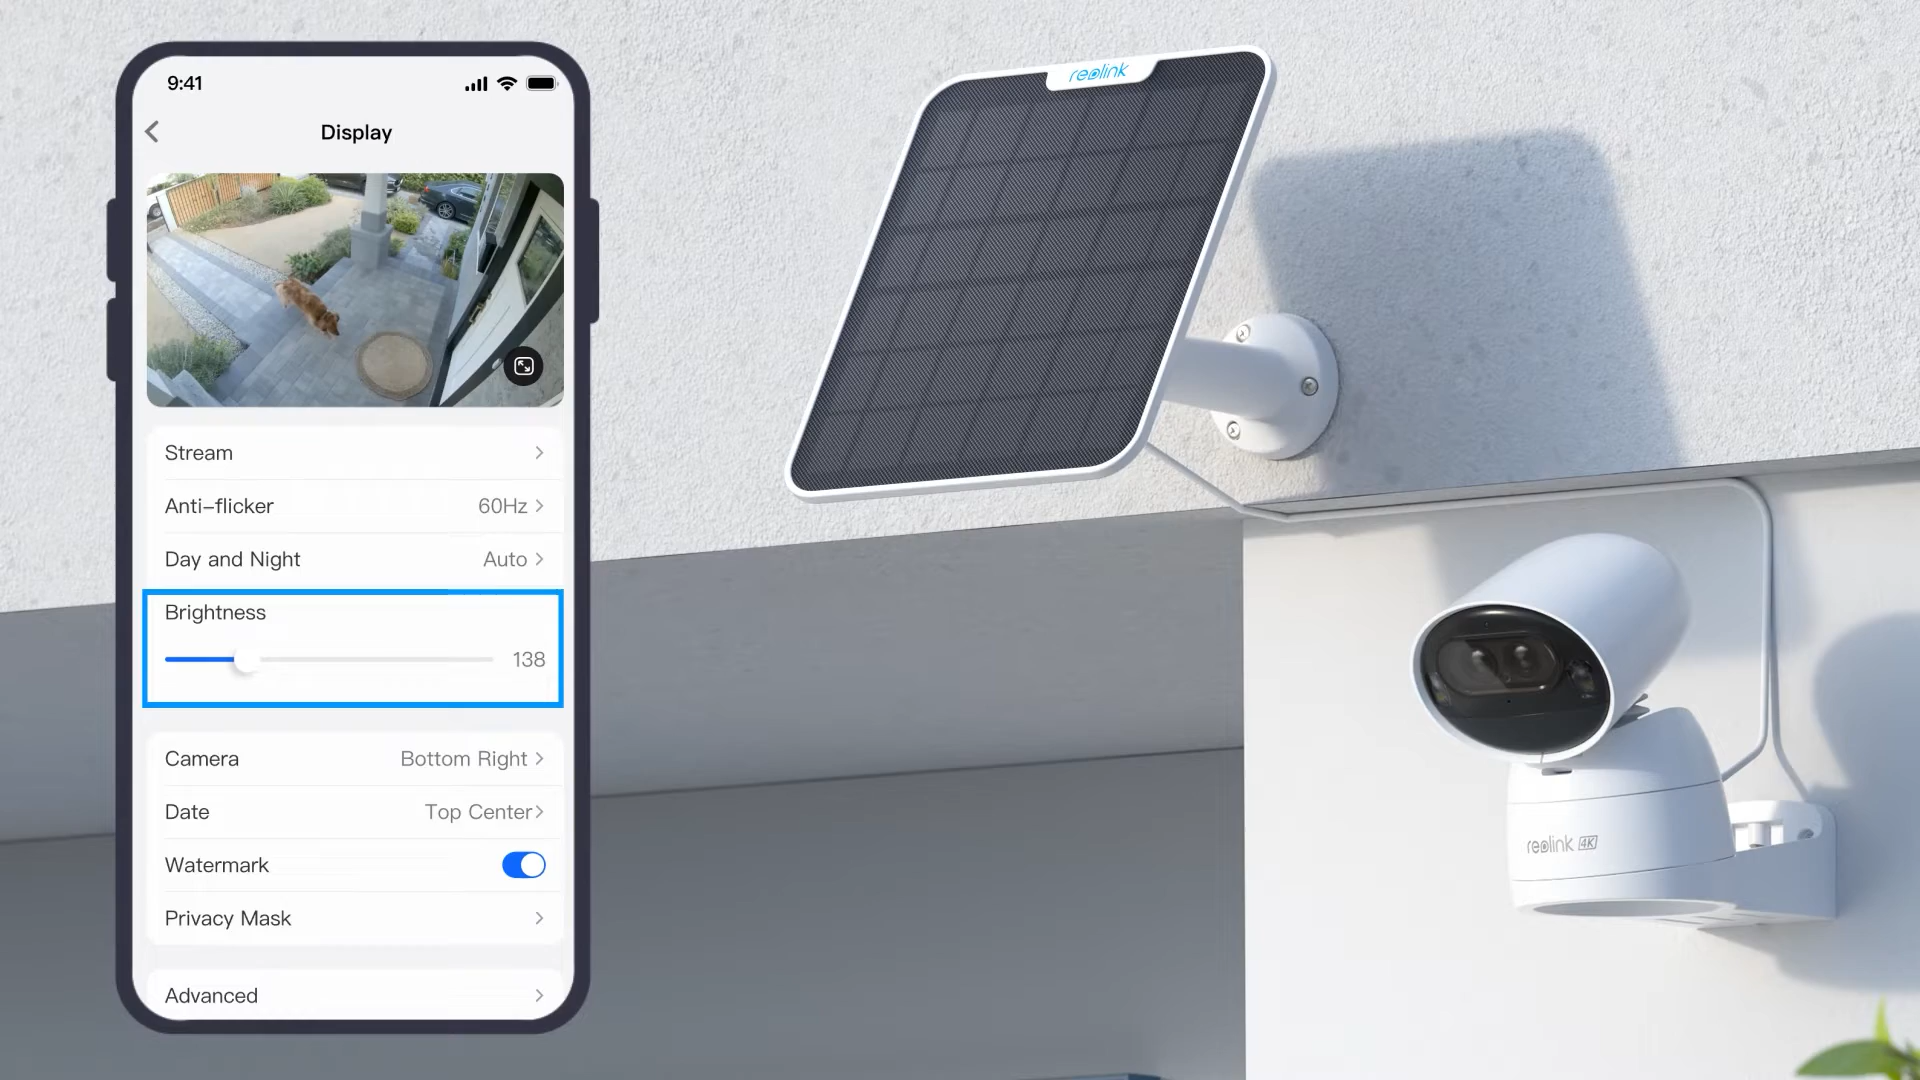 9:41
Display
Stream
Anti-flicker 60Hz
Day and Night Auto
Brightness
138
Camera Bottom Right
Date Top Center
Watermark
Privacy Mask
Advanced
reolink
reolink 4K